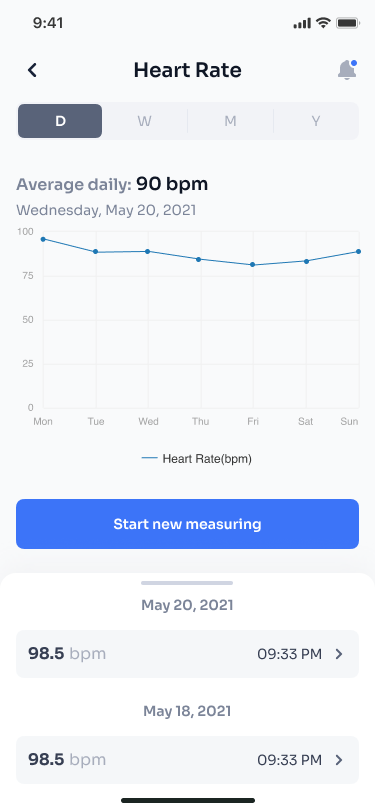 9:41
Heart Rate
D W M Y
Average daily: 90 bpm
Wednesday, May 20, 2021
100
75
50
25
0
Mon Tue Wed Thu Fri Sat Sun
Heart Rate(bpm)
Start new measuring
May 20, 2021
98.5 bpm 09:33 PM
May 18, 2021
98.5 bpm 09:33 PM